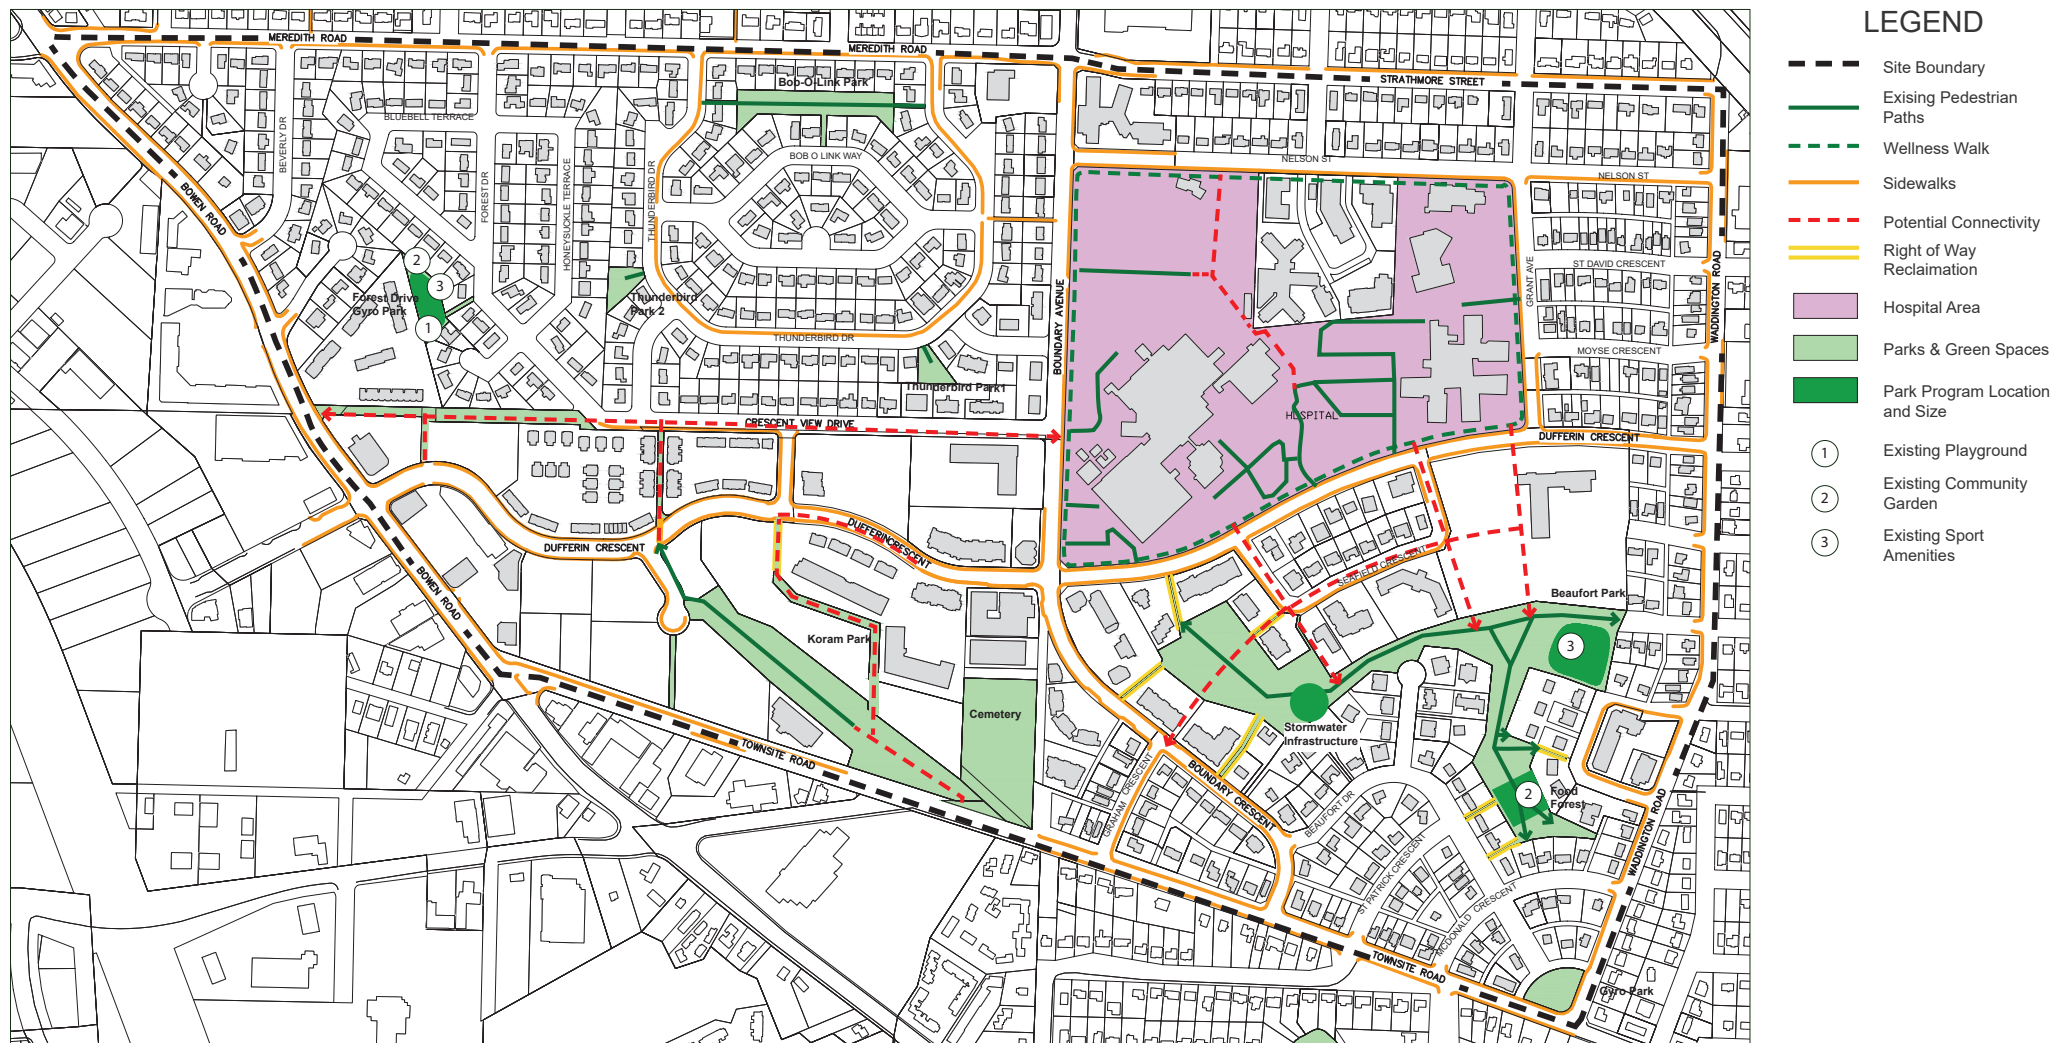 LEGEND
Site Boundary
Exising Pedestrian
Paths
Wellness Walk
Sidewalks
Potential Connectivity
Right of Way
Reclaimation
Hospital Area
Parks & Green Spaces
Park Program Location
and Size
1
Existing Playground
2
Existing Community
Garden
3
Existing Sport
Amenities
MEREDITH ROAD
MEREDITH ROAD
STRATHMORE STREET
Bob-O-Link Park
BLUEBELL TERRACE
BEVERLY DR
BOB O LINK WAY
NELSON ST
NELSON ST
BOWEN ROAD
FOREST DR
HONEYSUCKLE TERRACE
THUNDERBIRD DR
2
3
1
Forest Drive
Gyro Park
Thunderbird
Park 2
ST DAVID CRESCENT
GRANT AVE
WADDINGTON ROAD
BOUNDARY AVENUE
THUNDERBIRD DR
MOYSE CRESCENT
Thunderbird Park1
HOSPITAL
CRESCENT VIEW DRIVE
DUFFERIN CRESCENT
DUFFERIN CRESCENT
DUFFERINCRESCENT
SEAFIELD CRESCENT
BOWEN ROAD
Beaufort Park
3
Koram Park
Cemetery
Stormwater
Infrastructure
TOWNSITE ROAD
BOUNDARY CRESCENT
GRAHAM CRESCENT
BEAUFORT DR
2
Food
Forest
WADDINGTON ROAD
ST PATRICK CRESCENT
MCDONALD CRESCENT
TOWNSITE ROAD
Gyro Park